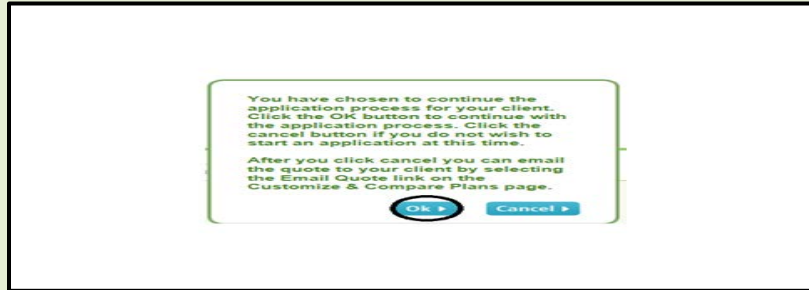 You have chosen to continue the
application process for your client.
Click the OK button to continue with
the application process. Click the
cancel button if you do not wish to
start an application at this time.
After you click cancel you can email
the quote to your client by selecting
the Email Quote link on the
Customize & Compare Plans page.
Ok Cancel